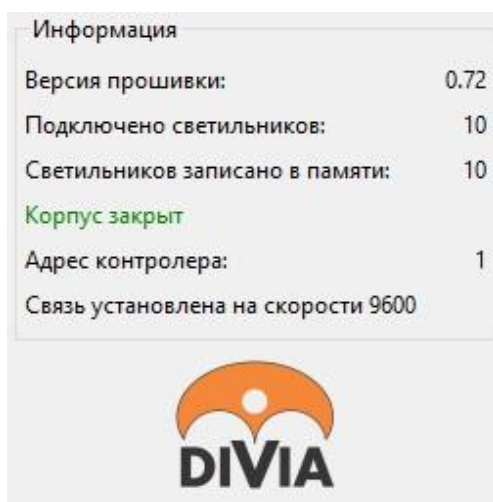 Информация
Версия прошивки: 0.72
Подключено светильников: 10
Светильников записано в памяти: 10
Корпус закрыт
Адрес контролера: 1
Связь установлена на скорости 9600
DIVIA